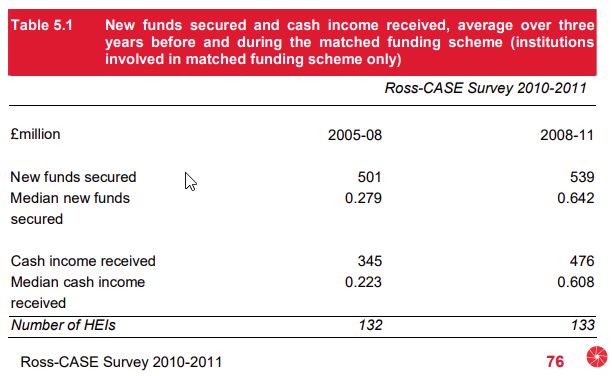 Table 5.1 New funds secured and cash income received, average over three
years before and during the matched funding scheme (institutions
involved in matched funding scheme only)
Ross-CASE Survey 2010-2011
£million 2005-08 2008-11
New funds secured 501 539
Median new funds 0.279 0.642
secured
Cash income received 345 476
Median cash income 0.223 0.608
received
Number of HEIs 132 133
Ross-CASE Survey 2010-2011 76